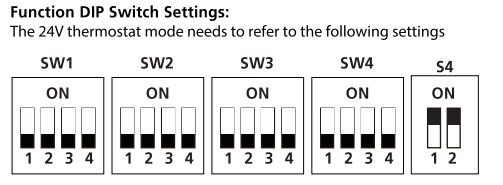 Function DIP Switch Settings:
The 24V thermostat mode needs to refer to the following settings
SW1 SW2 SW3 SW4 S4
ON ON ON ON ON
1 2 3 4 1 2 3 4 1 2 3 4 1 2 3 4 1 2